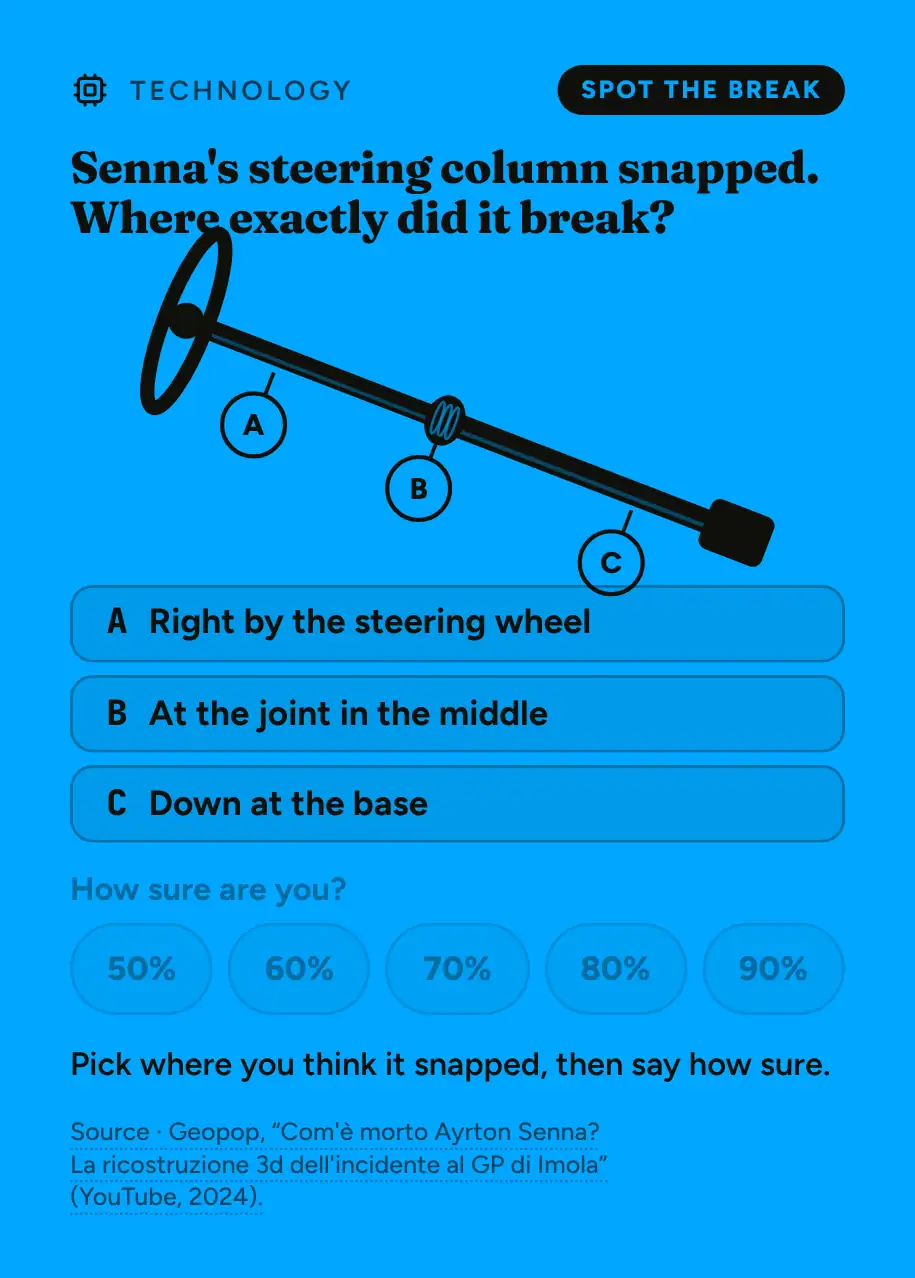 TECHNOLOGY
SPOT THE BREAK
Senna's steering column snapped.
Where exactly did it break?
A
B
C
A Right by the steering wheel
B At the joint in the middle
C Down at the base
How sure are you?
50% 60% 70% 80% 90%
Pick where you think it snapped, then say how sure.
Source · Geopop, “Com'è morto Ayrton Senna?
La ricostruzione 3d dell'incidente al GP di Imola”
(YouTube, 2024).